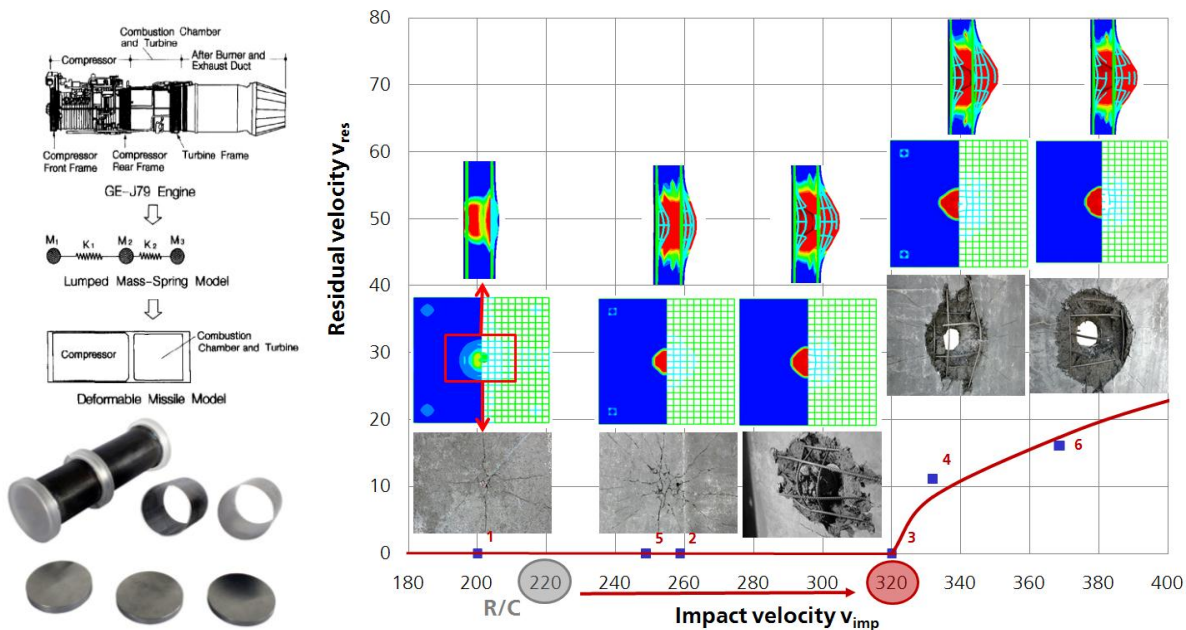 Combustion Chamber
and Turbine
Compressor
After Burner and
Exhaust Duct
Compressor
Front Frame
Compressor
Rear Frame
Turbine Frame
GE-J79 Engine
M₁
K₁
M₂
K₂
M₃
Lumped Mass-Spring Model
Compressor
Combustion
Chamber and Turbine
Deformable Missile Model
Residual velocity vres
80
70
60
50
40
30
20
10
0
1
5
2
3
4
6
180
200
220
240
260
280
300
320
340
360
380
400
R/C
Impact velocity vimp